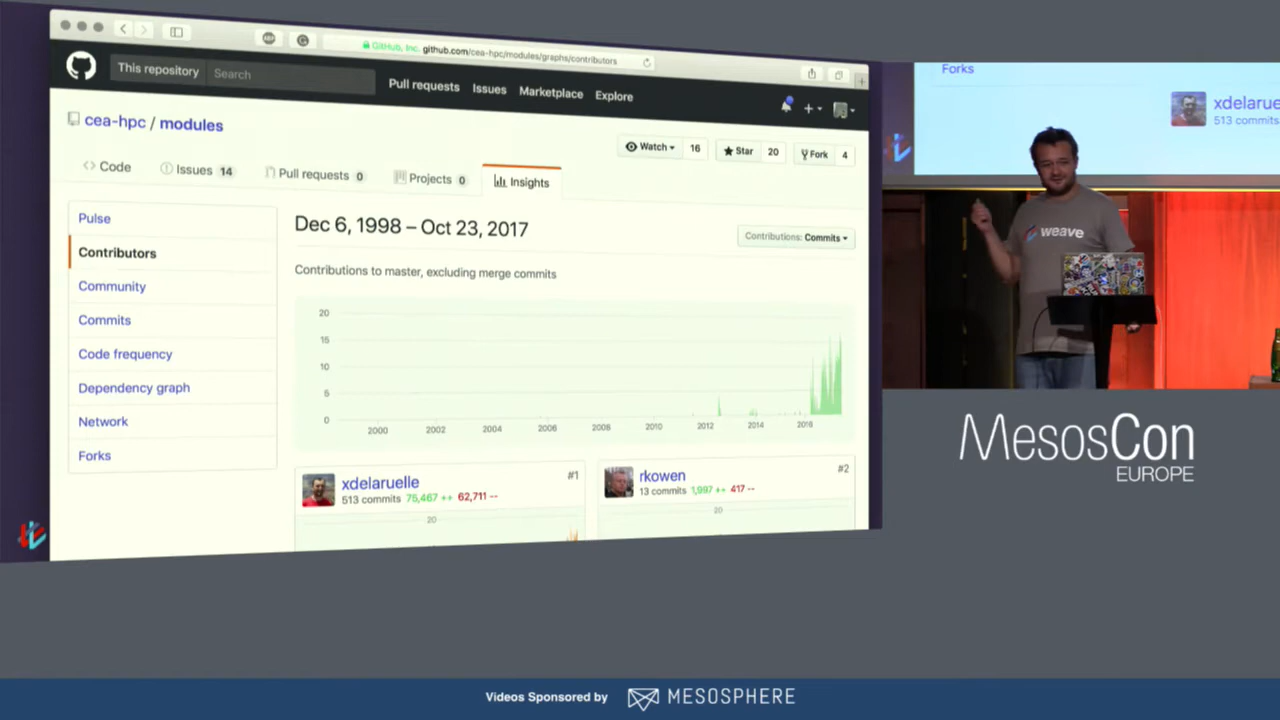 GitHub, Inc. github.com/cea-hpc/modules/graphs/contributors
This repository Search Pull requests Issues Marketplace Explore
cea-hpc / modules
Watch 16 Star 20 Fork 4
Code Issues 14 Pull requests 0 Projects 0 Insights
Pulse
Contributors
Community
Commits
Code frequency
Dependency graph
Network
Forks
Dec 6, 1998 – Oct 23, 2017
Contributions: Commits
Contributions to master, excluding merge commits
20
15
10
5
0
2000 2002 2004 2006 2008 2010 2012 2014 2016
xdelaruelle #1
513 commits 75,467 ++ 62,711 --
20
rkowen #2
13 commits 1,997 ++ 417 --
20
Forks
xdelarue
513 commits
weave
MesosCon
EUROPE
Videos Sponsored by MESOSPHERE